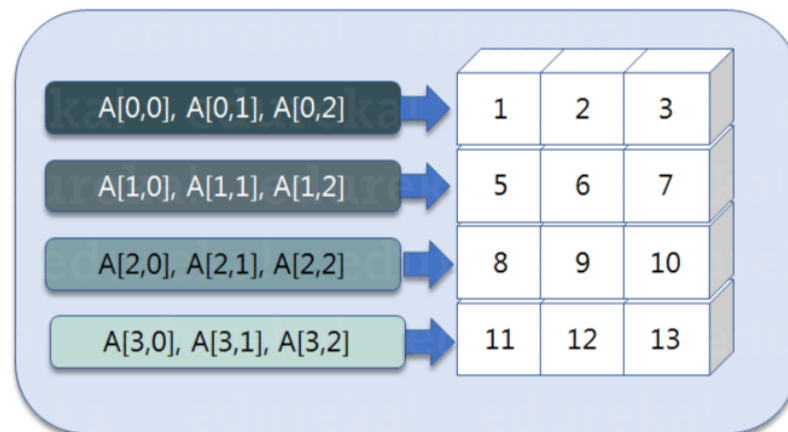 A[0,0], A[0,1], A[0,2] 1 2 3
A[1,0], A[1,1], A[1,2] 5 6 7
A[2,0], A[2,1], A[2,2] 8 9 10
A[3,0], A[3,1], A[3,2] 11 12 13